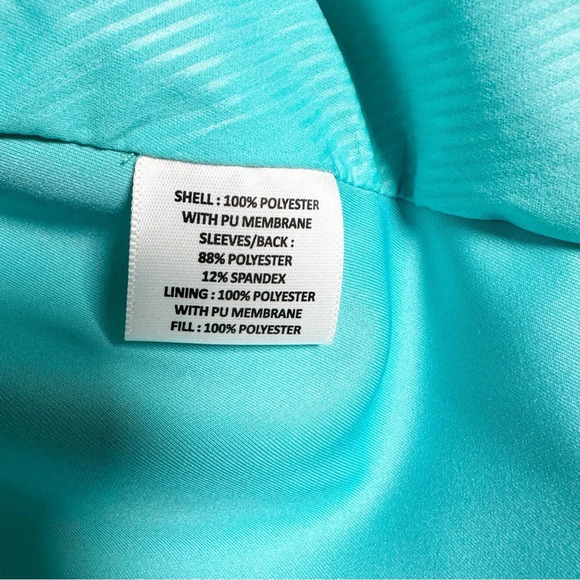 SHELL : 100% POLYESTER
WITH PU MEMBRANE
SLEEVES/BACK :
88% POLYESTER
12% SPANDEX
LINING : 100% POLYESTER
WITH PU MEMBRANE
FILL : 100% POLYESTER